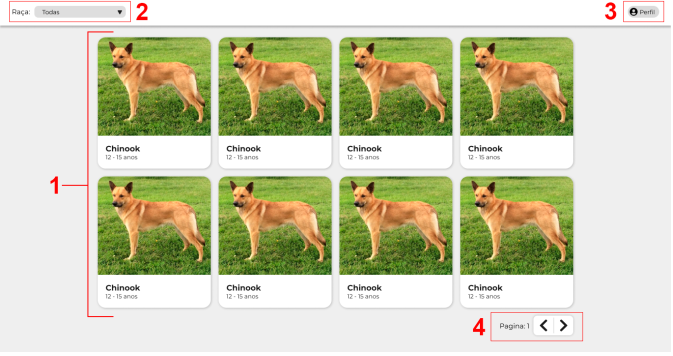 Raça: Todas 2 3 Perfil
1
Chinook Chinook Chinook Chinook
12 - 15 anos 12 - 15 anos 12 - 15 anos 12 - 15 anos
Chinook Chinook Chinook Chinook
12 - 15 anos 12 - 15 anos 12 - 15 anos 12 - 15 anos
4 Pagina: 1